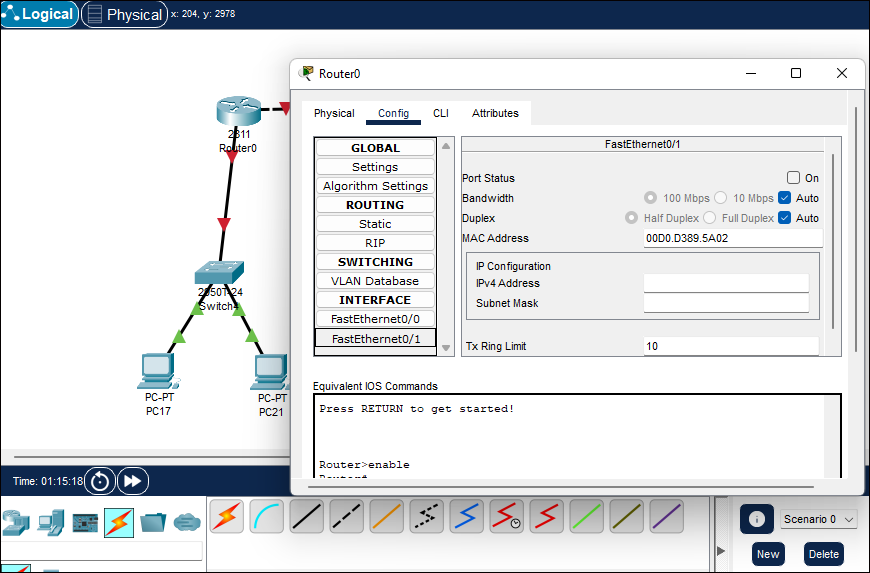 Logical Physical x: 204, y: 2978
Router0
Physical Config CLI Attributes
GLOBAL
Settings
Algorithm Settings
ROUTING
Static
RIP
SWITCHING
VLAN Database
INTERFACE
FastEthernet0/0
FastEthernet0/1
FastEthernet0/1
Port Status On
Bandwidth 100 Mbps 10 Mbps Auto
Duplex Half Duplex Full Duplex Auto
MAC Address 00D0.D389.5A02
IP Configuration
IPv4 Address
Subnet Mask
Tx Ring Limit 10
Equivalent IOS Commands
Press RETURN to get started!
Router>enable
Router#
2811
Router0
2950T-24
Switch4
PC-PT
PC17
PC-PT
PC21
Time: 01:15:18
Scenario 0
New Delete